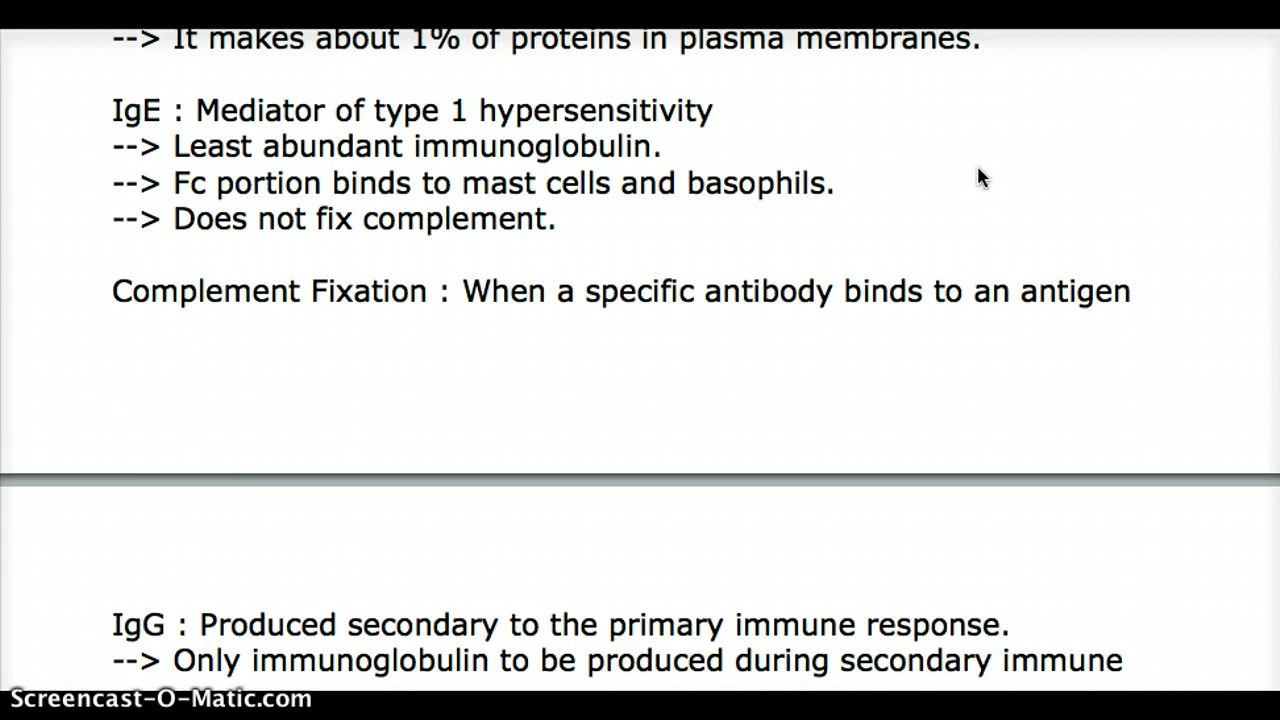 --> It makes about 1% of proteins in plasma membranes.
IgE : Mediator of type 1 hypersensitivity
--> Least abundant immunoglobulin.
--> Fc portion binds to mast cells and basophils.
--> Does not fix complement.
Complement Fixation : When a specific antibody binds to an antigen
IgG : Produced secondary to the primary immune response.
--> Only immunoglobulin to be produced during secondary immune
Screencast-O-Matic.com